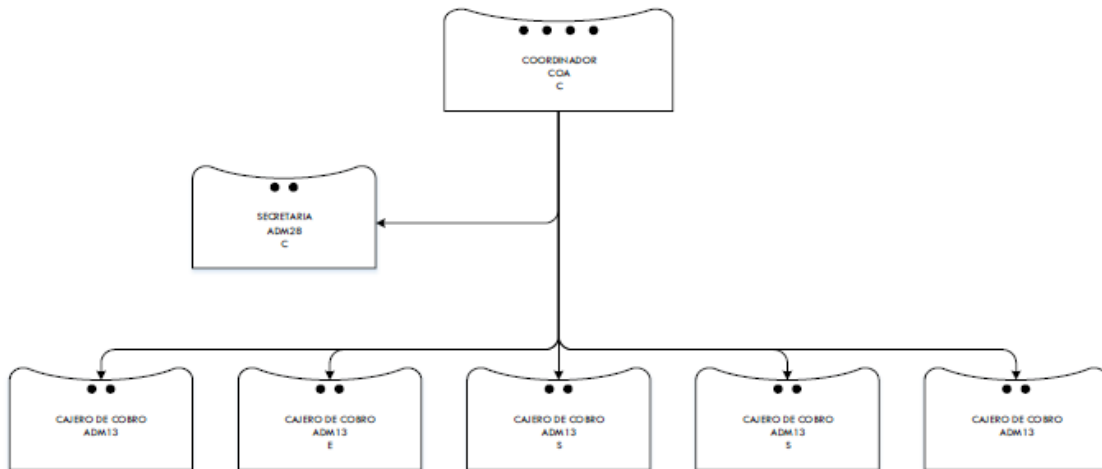 COORDINADOR
COA
C
SECRETARIA
ADM2B
C
CAJERO DE COBRO
ADM13
CAJERO DE COBRO
ADM13
E
CAJERO DE COBRO
ADM13
S
CAJERO DE COBRO
ADM13
S
CAJERO DE COBRO
ADM13